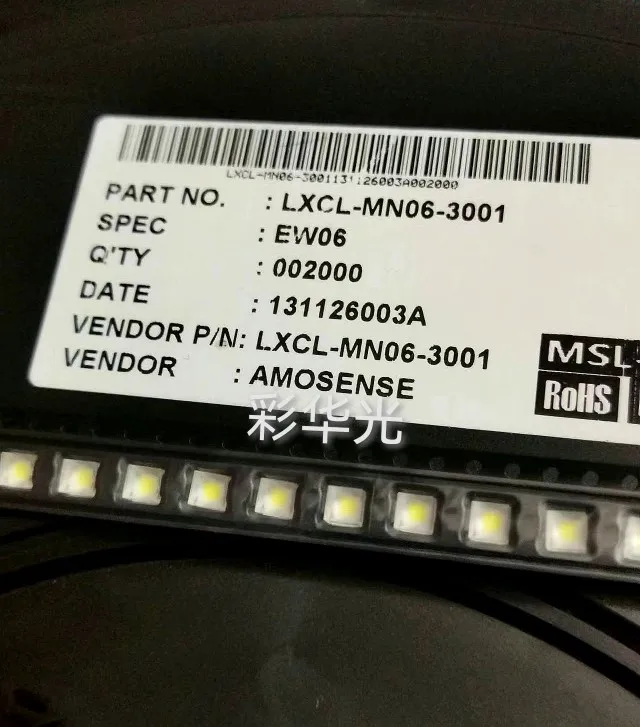 LXCL-MN06-3001131126003A002000
PART NO. : LXCL-MN06-3001
SPEC : EW06
Q'TY : 002000
DATE : 131126003A
VENDOR P/N: LXCL-MN06-3001
VENDOR : AMOSENSE
MSL
RoHS
彩华光